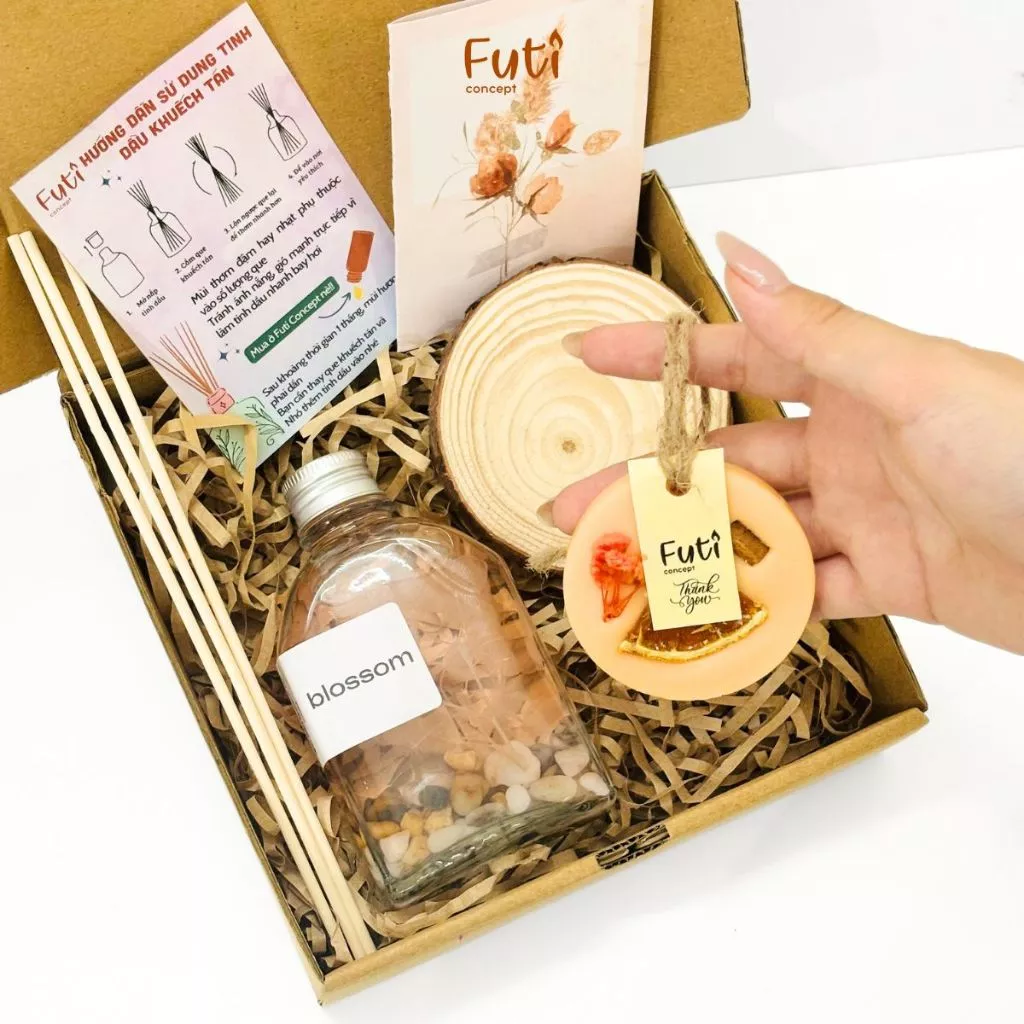 HƯỚNG DẪN SỬ DỤNG TINH
DẦU KHUẾCH TÁN
Futi
concept
1. Mở nắp
tinh dầu
2. Cắm que
khuếch tán
3. Lộn ngược que lại
để thơm nhanh hơn
4. Để vào nơi
yêu thích
Mùi thơm đậm hay nhạt phụ thuộc
vào số lượng que
Tránh ánh nắng, gió mạnh trực tiếp vì
làm tinh dầu nhanh bay hơi
Mua ở Futi Concept nè!!
Sau khoảng thời gian 1 tháng, mùi hương
phai dần
Bạn cần thay que khuếch tán và
Nhỏ thêm tinh dầu vào nhé
Futi
concept
blossom
Futi
concept
Thank
You